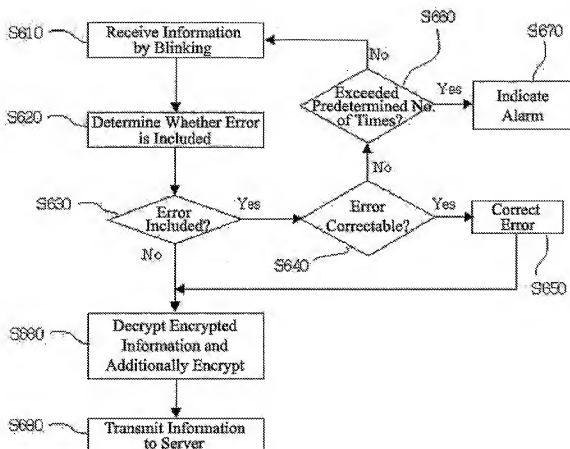 S610
Receive Information
by Blinking
S620
Determine Whether Error
is Included
S630
Error
Included?
Yes
No
S640
Error
Correctable?
Yes
No
S650
Correct
Error
S660
Exceeded
Predetermined No.
of Times?
No
Yes
S670
Indicate
Alarm
Decrypt Encrypted
Information and
Additionally Encrypt
Transmit Information
to Server